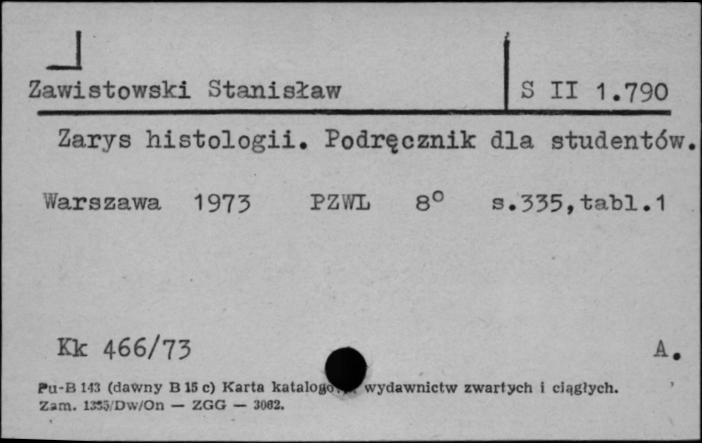 Zawistowski Stanisław S II 1.790
Zarys histologii. Podręcznik dla studentów.
Warszawa 1973 PZWL 8° s.335,tabl.1
Kk 466/73 A.
Pu-B 143 (dawny B 15 c) Karta wydawnictw zwartych i ciągłych.
Zam. 1355/Dw/On — ZGG — 3062.